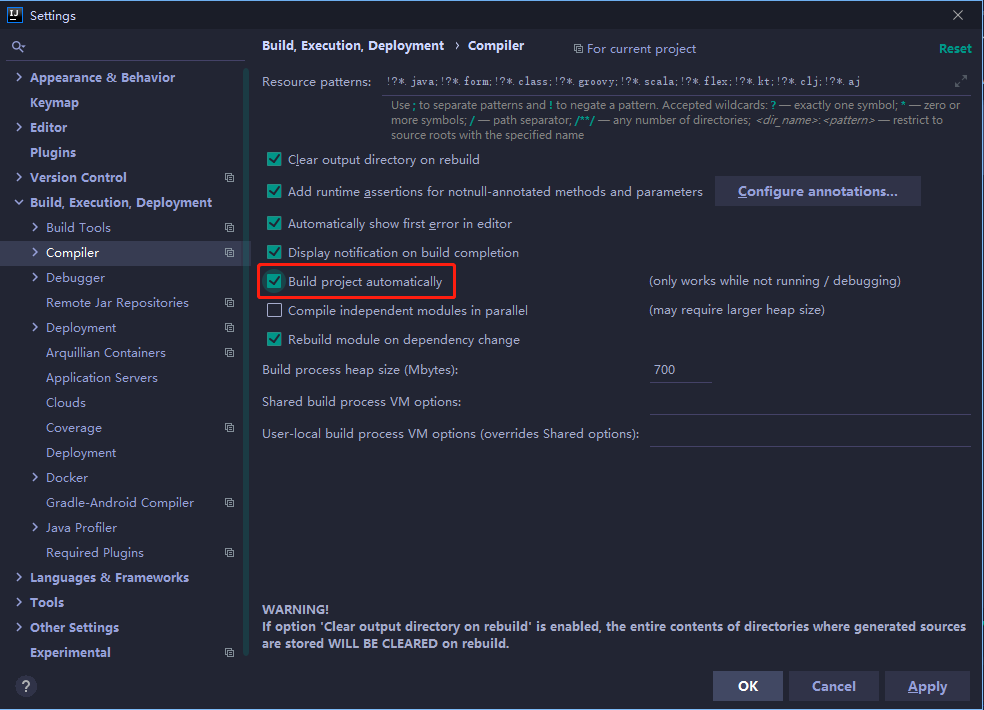 Settings
Build, Execution, Deployment › Compiler
For current project
Reset
Appearance & Behavior
Keymap
Editor
Plugins
Version Control
Build, Execution, Deployment
Build Tools
Compiler
Debugger
Remote Jar Repositories
Deployment
Arquillian Containers
Application Servers
Clouds
Coverage
Deployment
Docker
Gradle-Android Compiler
Java Profiler
Required Plugins
Languages & Frameworks
Tools
Other Settings
Experimental
Resource patterns: !?*.java;!?*.form;!?*.class;!?*.groovy;!?*.scala;!?*.flex;!?*.kt;!?*.clj;!?*.aj
Use ; to separate patterns and ! to negate a pattern. Accepted wildcards: ? — exactly one symbol; * — zero or
more symbols; / — path separator; /**/ — any number of directories; <dir_name>:<pattern> — restrict to
source roots with the specified name
Clear output directory on rebuild
Add runtime assertions for notnull-annotated methods and parameters Configure annotations...
Automatically show first error in editor
Display notification on build completion
Build project automatically (only works while not running / debugging)
Compile independent modules in parallel (may require larger heap size)
Rebuild module on dependency change
Build process heap size (Mbytes): 700
Shared build process VM options:
User-local build process VM options (overrides Shared options):
WARNING!
If option 'Clear output directory on rebuild' is enabled, the entire contents of directories where generated sources
are stored WILL BE CLEARED on rebuild.
?
OK Cancel Apply